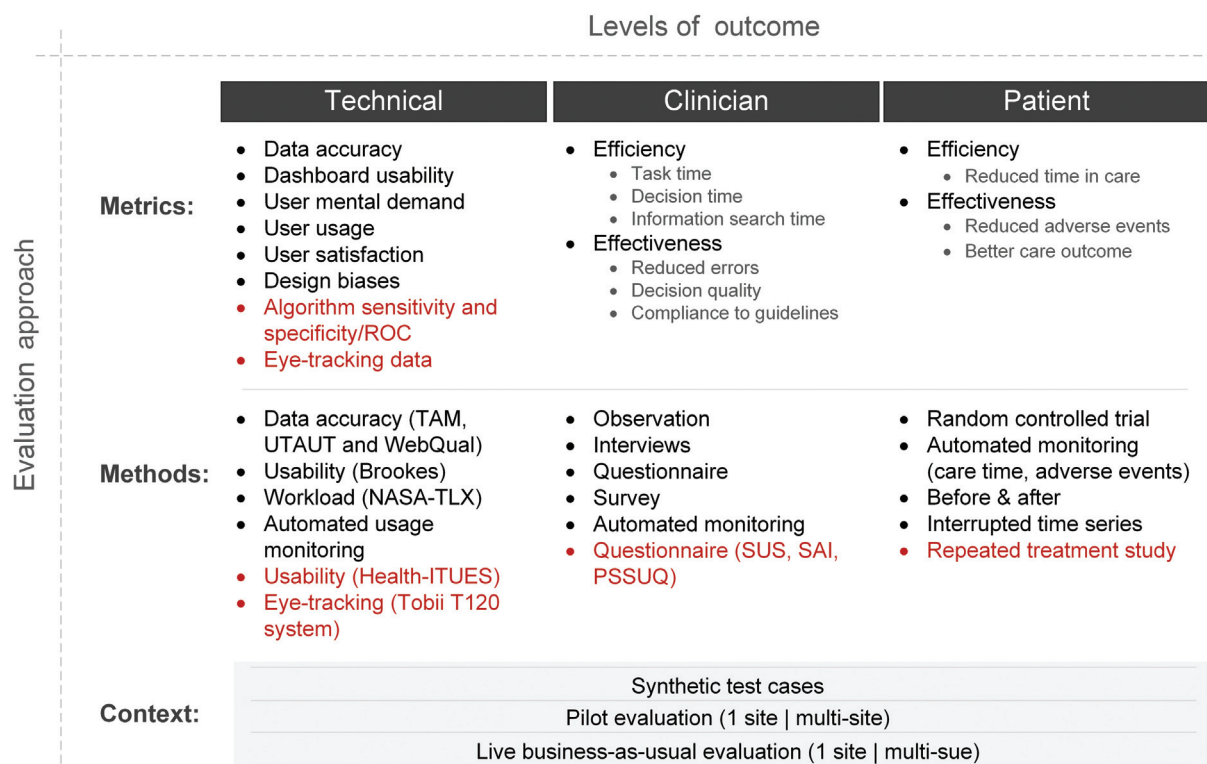 Levels of outcome
Evaluation approach
Technical
Clinician
Patient
Metrics:
• Data accuracy
• Dashboard usability
• User mental demand
• User usage
• User satisfaction
• Design biases
• Algorithm sensitivity and
specificity/ROC
• Eye-tracking data
• Efficiency
• Task time
• Decision time
• Information search time
• Effectiveness
• Reduced errors
• Decision quality
• Compliance to guidelines
• Efficiency
• Reduced time in care
• Effectiveness
• Reduced adverse events
• Better care outcome
Methods:
• Data accuracy (TAM,
UTAUT and WebQual)
• Usability (Brookes)
• Workload (NASA-TLX)
• Automated usage
monitoring
• Usability (Health-ITUES)
• Eye-tracking (Tobii T120
system)
• Observation
• Interviews
• Questionnaire
• Survey
• Automated monitoring
• Questionnaire (SUS, SAI,
PSSUQ)
• Random controlled trial
• Automated monitoring
(care time, adverse events)
• Before & after
• Interrupted time series
• Repeated treatment study
Context:
Synthetic test cases
Pilot evaluation (1 site | multi-site)
Live business-as-usual evaluation (1 site | multi-sue)